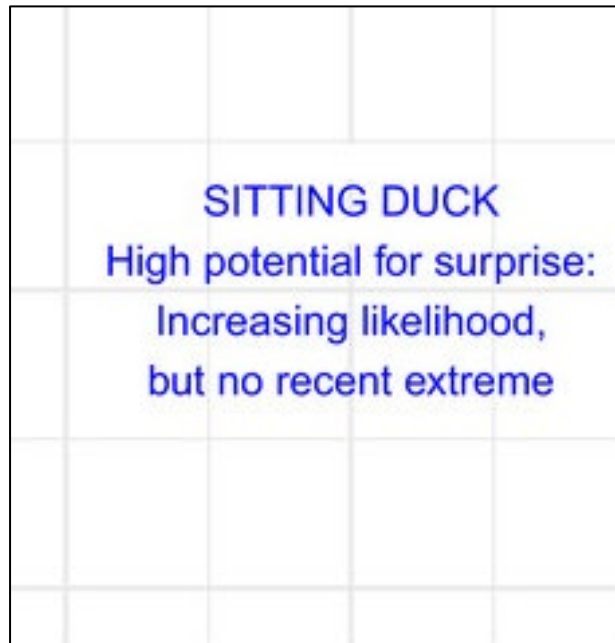 SITTING DUCK
High potential for surprise:
Increasing likelihood,
but no recent extreme